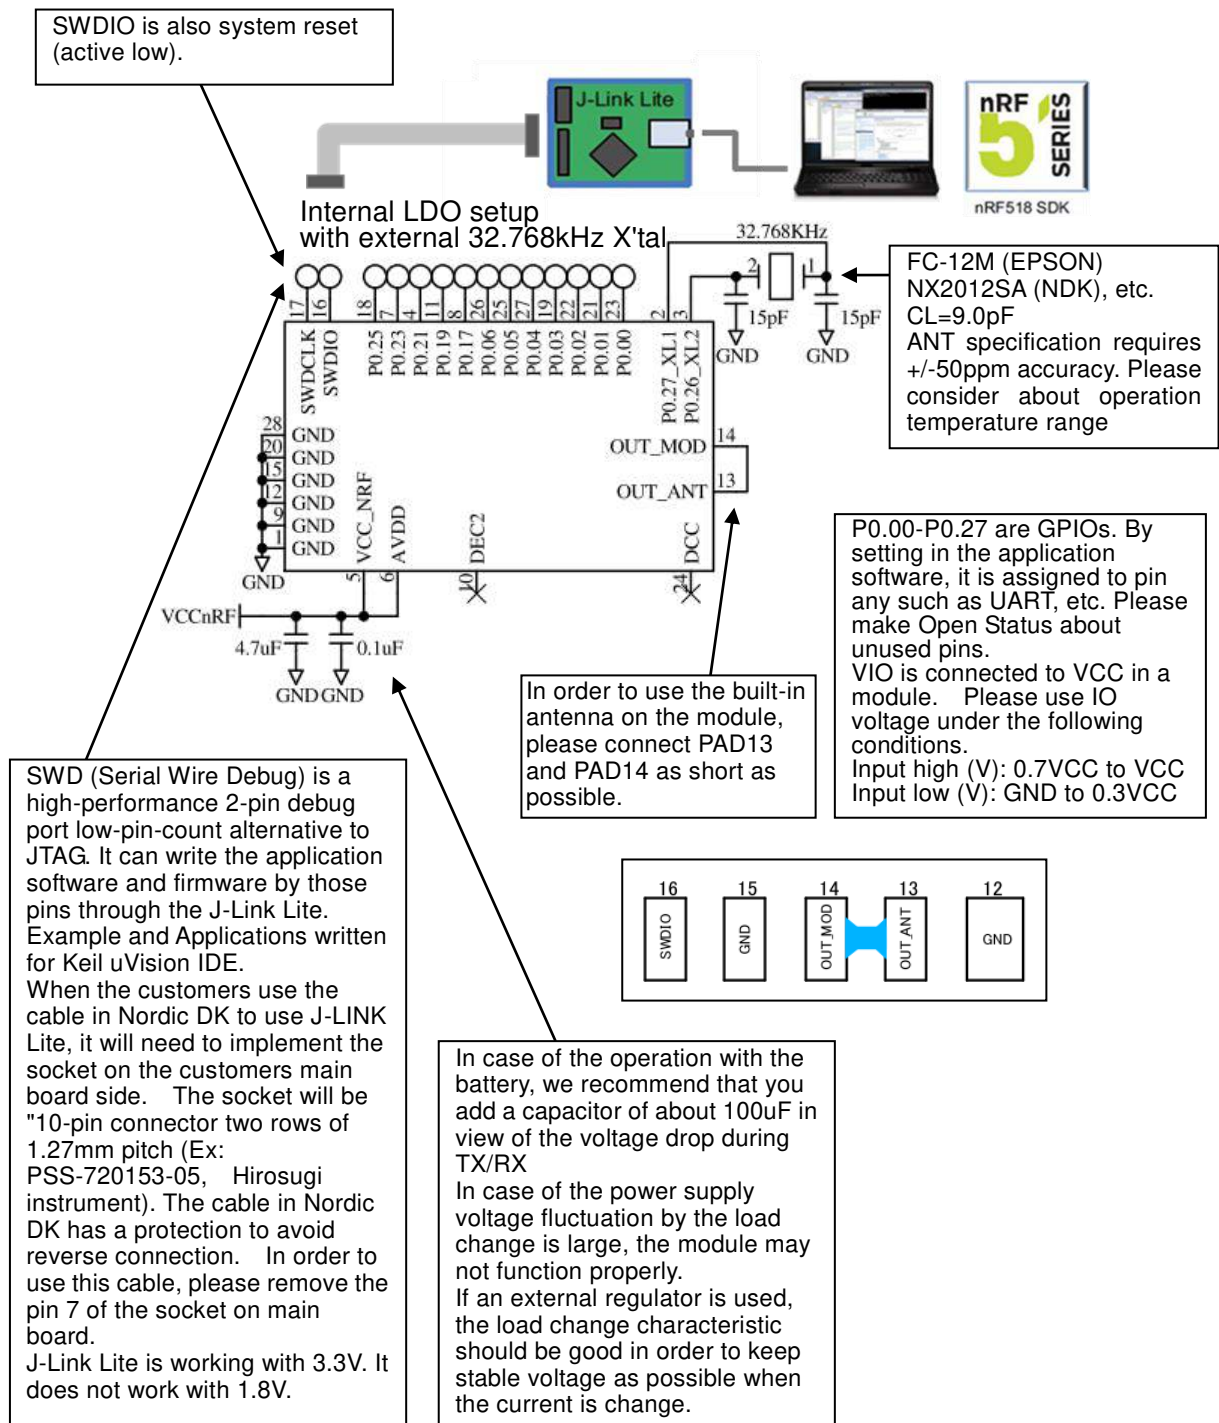 SWDIO is also system reset
(active low).
J-Link Lite
nRF
5
SERIES
nRF518 SDK
Internal LDO setup
with external 32.768kHz X'tal
32.768KHz
2
1
15pF
15pF
GND
GND
FC-12M (EPSON)
NX2012SA (NDK), etc.
CL=9.0pF
ANT specification requires
+/-50ppm accuracy. Please
consider about operation
temperature range
17
16
18
7
4
11
8
26
25
27
19
22
21
23
2
3
SWDCLK
SWDIO
P0.25
P0.23
P0.21
P0.19
P0.17
P0.06
P0.05
P0.04
P0.03
P0.02
P0.01
P0.00
P0.27_XL1
P0.26_XL2
28
GND
20
GND
15
GND
12
GND
9
GND
1
GND
GND
OUT_MOD
14
OUT_ANT
13
VCC_NRF
AVDD
DEC2
DCC
5
6
10
24
VCCnRF
4.7uF
0.1uF
GND
GND
P0.00-P0.27 are GPIOs. By
setting in the application
software, it is assigned to pin
any such as UART, etc. Please
make Open Status about
unused pins.
VIO is connected to VCC in a
module. Please use IO
voltage under the following
conditions.
Input high (V): 0.7VCC to VCC
Input low (V): GND to 0.3VCC
In order to use the built-in
antenna on the module,
please connect PAD13
and PAD14 as short as
possible.
SWD (Serial Wire Debug) is a
high-performance 2-pin debug
port low-pin-count alternative to
JTAG. It can write the application
software and firmware by those
pins through the J-Link Lite.
Example and Applications written
for Keil uVision IDE.
When the customers use the
cable in Nordic DK to use J-LINK
Lite, it will need to implement the
socket on the customers main
board side. The socket will be
"10-pin connector two rows of
1.27mm pitch (Ex:
PSS-720153-05, Hirosugi
instrument). The cable in Nordic
DK has a protection to avoid
reverse connection. In order to
use this cable, please remove the
pin 7 of the socket on main
board.
J-Link Lite is working with 3.3V. It
does not work with 1.8V.
16
15
14
13
12
SWDIO
GND
OUT_MOD
OUT_ANT
GND
In case of the operation with the
battery, we recommend that you
add a capacitor of about 100uF in
view of the voltage drop during
TX/RX
In case of the power supply
voltage fluctuation by the load
change is large, the module may
not function properly.
If an external regulator is used,
the load change characteristic
should be good in order to keep
stable voltage as possible when
the current is change.